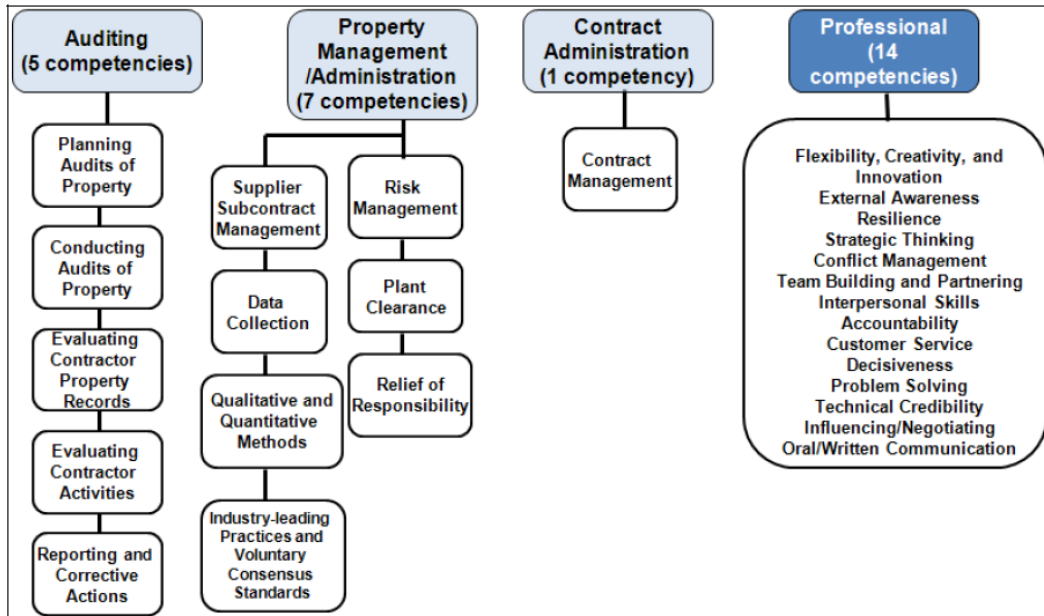 Auditing
(5 competencies)
Planning
Audits of
Property
Conducting
Audits of
Property
Evaluating
Contractor
Property
Records
Evaluating
Contractor
Activities
Reporting and
Corrective
Actions
Property
Management
/Administration
(7 competencies)
Supplier
Subcontract
Management
Data
Collection
Qualitative and
Quantitative
Methods
Industry-leading
Practices and
Voluntary
Consensus
Standards
Risk
Management
Plant
Clearance
Relief of
Responsibility
Contract
Administration
(1 competency)
Contract
Management
Professional
(14
competencies)
Flexibility, Creativity, and
Innovation
External Awareness
Resilience
Strategic Thinking
Conflict Management
Team Building and Partnering
Interpersonal Skills
Accountability
Customer Service
Decisiveness
Problem Solving
Technical Credibility
Influencing/Negotiating
Oral/Written Communication